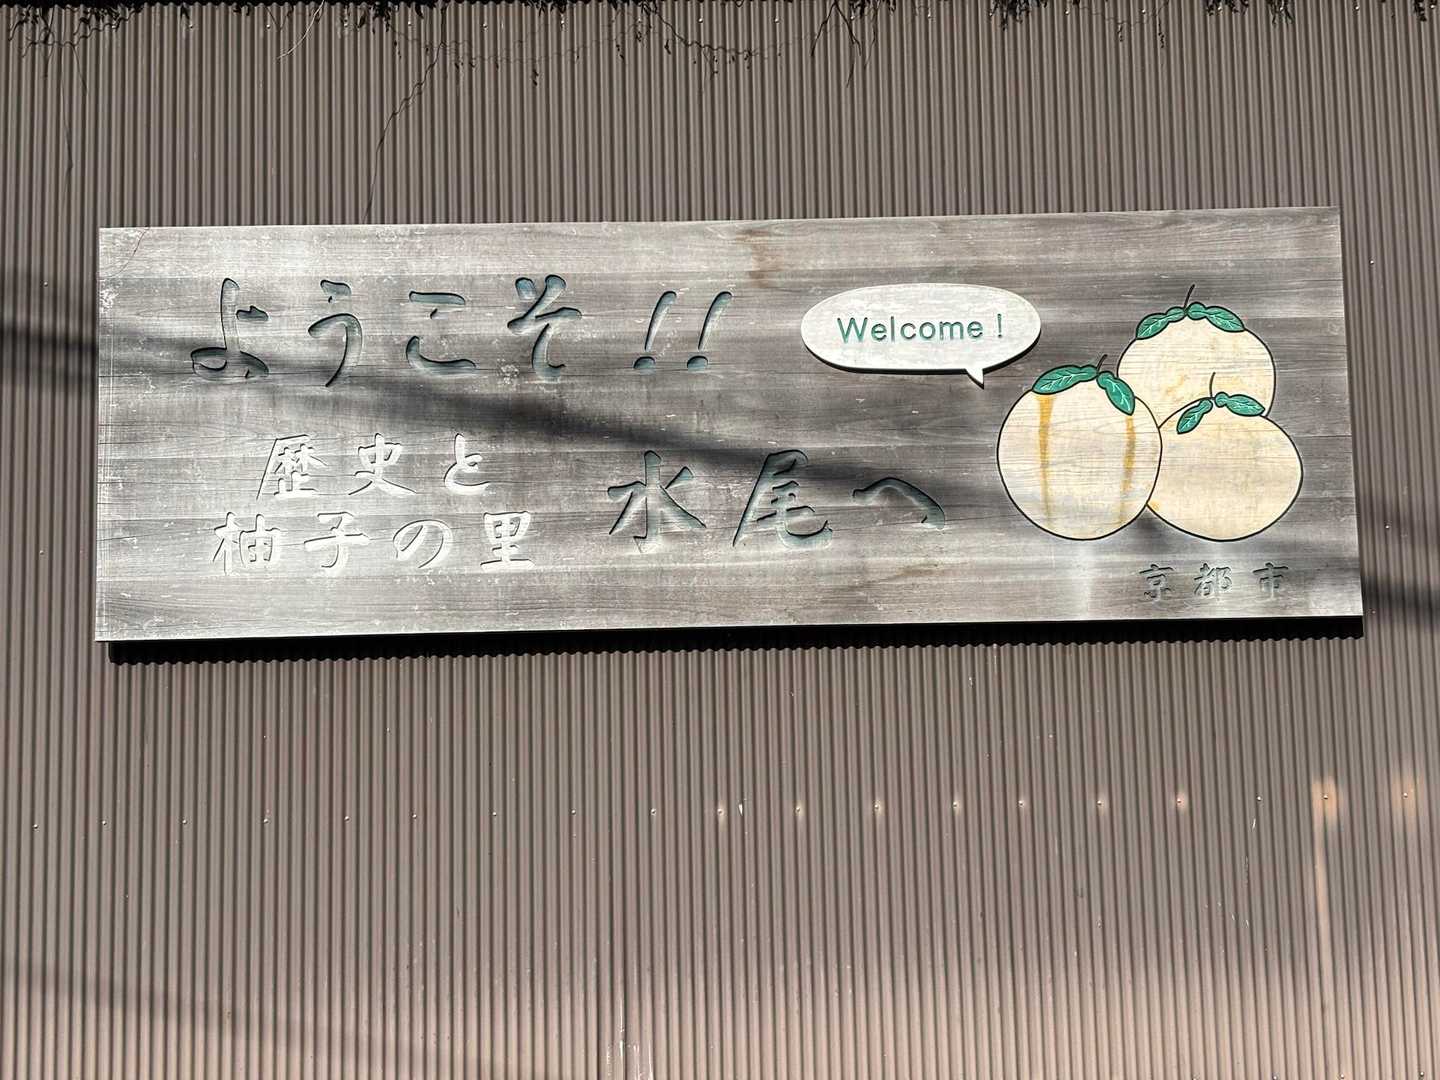 ようこそ!!
Welcome!
歴史と
柚子の里
水尾へ
京都市